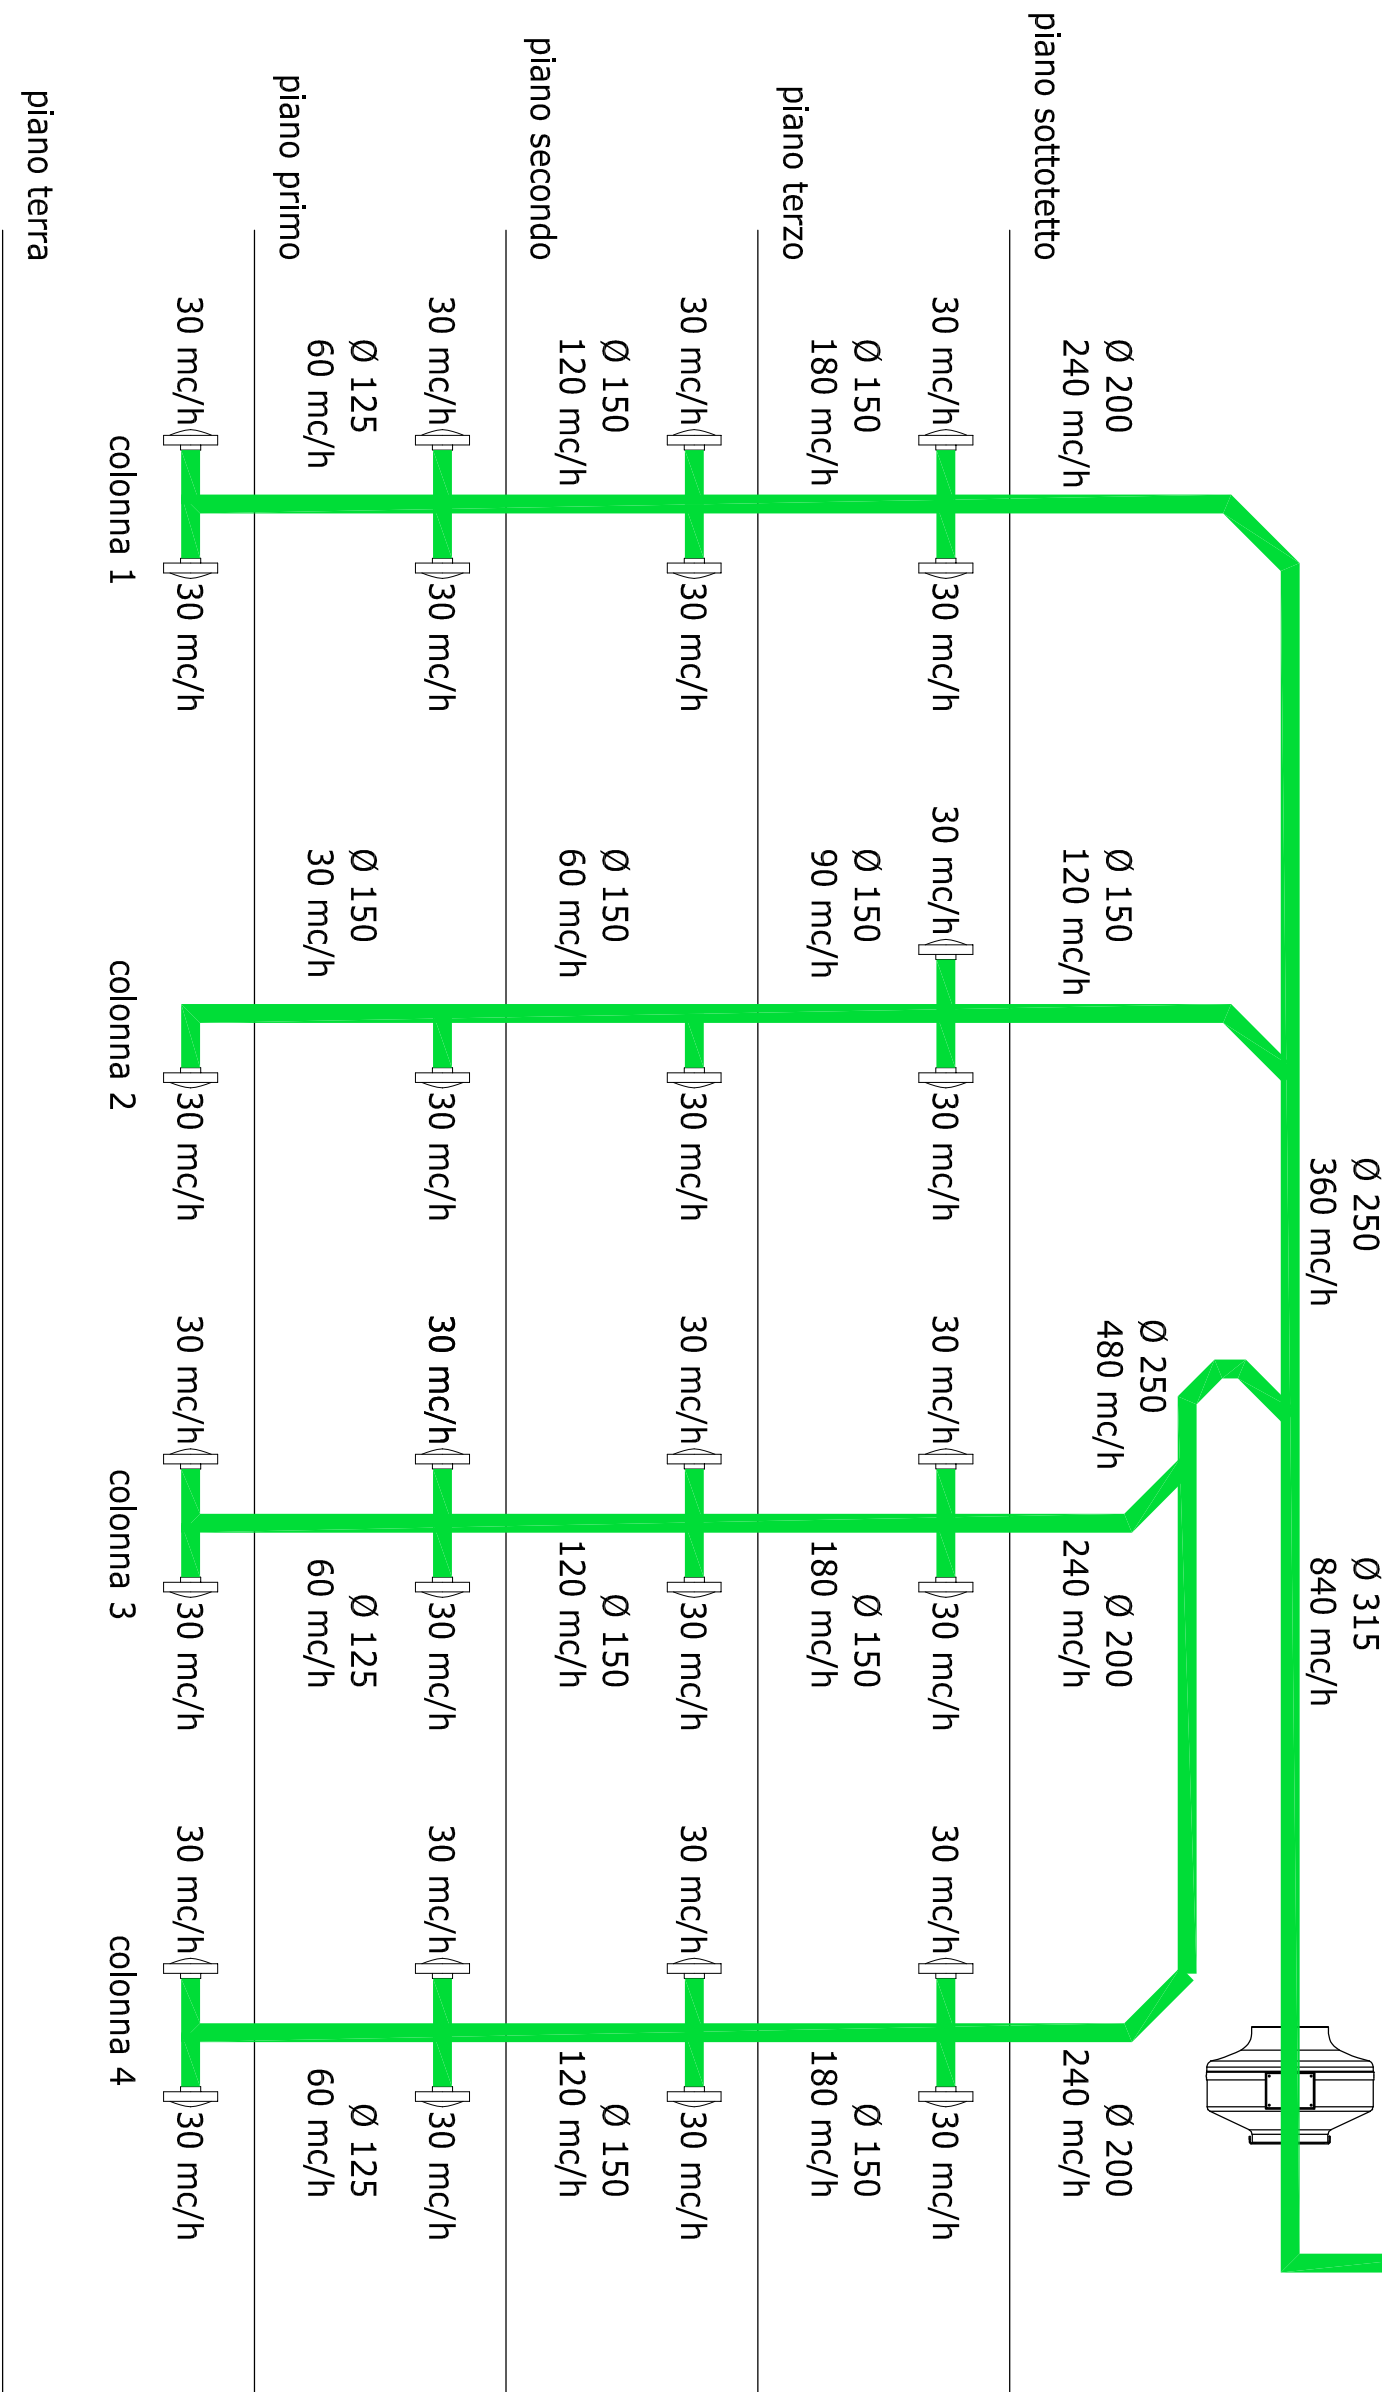 Ø 250
360 mc/h
Ø 315
840 mc/h
Ø 250
480 mc/h
piano sottotetto
Ø 200
240 mc/h
Ø 150
120 mc/h
Ø 200
240 mc/h
Ø 200
240 mc/h
30 mc/h
30 mc/h
30 mc/h
30 mc/h
30 mc/h
30 mc/h
30 mc/h
30 mc/h
piano terzo
Ø 150
180 mc/h
Ø 150
90 mc/h
Ø 150
180 mc/h
Ø 150
180 mc/h
30 mc/h
30 mc/h
30 mc/h
30 mc/h
30 mc/h
30 mc/h
30 mc/h
piano secondo
Ø 150
120 mc/h
Ø 150
60 mc/h
Ø 150
120 mc/h
Ø 150
120 mc/h
30 mc/h
30 mc/h
30 mc/h
30 mc/h
30 mc/h
30 mc/h
30 mc/h
piano primo
Ø 125
60 mc/h
Ø 150
30 mc/h
Ø 125
60 mc/h
Ø 125
60 mc/h
30 mc/h
30 mc/h
30 mc/h
30 mc/h
30 mc/h
30 mc/h
30 mc/h
colonna 1
colonna 2
colonna 3
colonna 4
piano terra